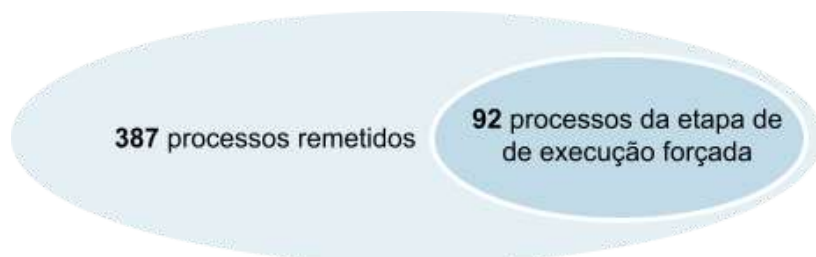 387 processos remetidos
92 processos da etapa de
de execução forçada